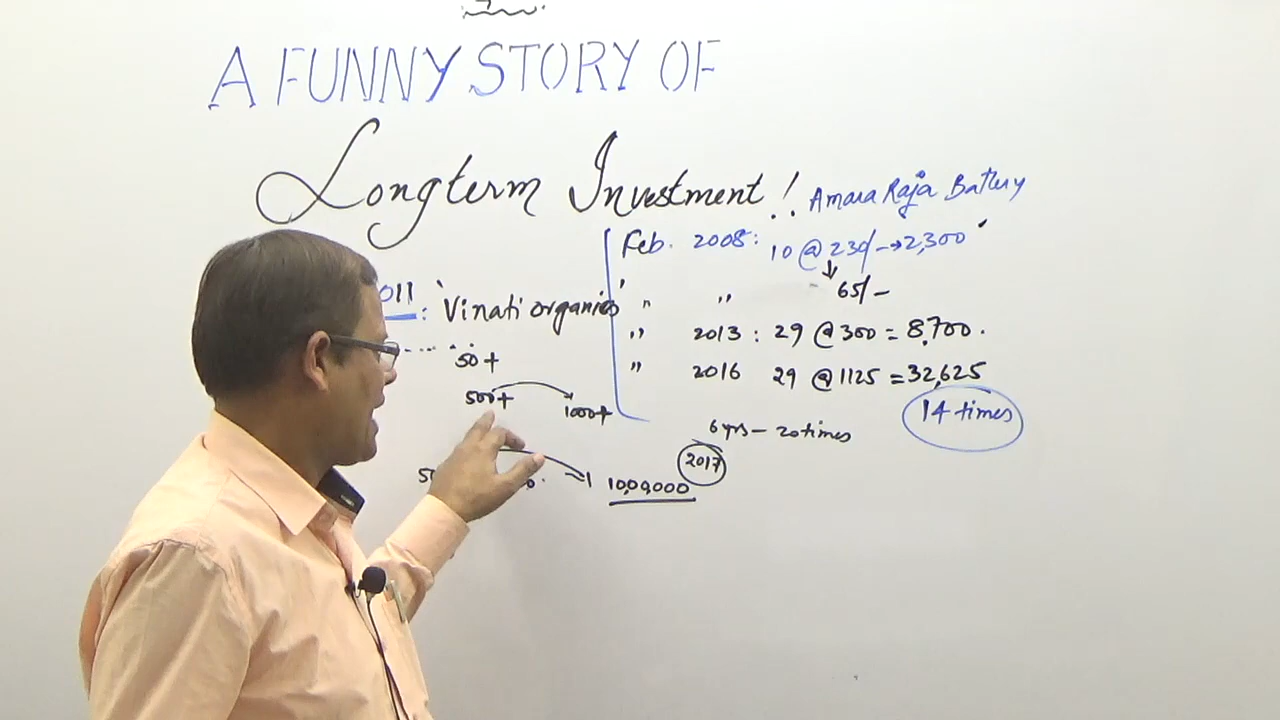 A FUNNY STORY OF
Longterm Investment!..
Amara Raja Battery
Feb. 2008: 10 @ 230/- → 2,300
" " " 65/-
" 2013: 29 @ 300 = 8,700.
" 2016 29 @ 1125 = 32,625
14 times
011: 'Vinati organics'
50+
500+ 1000+
6 yrs - 20 times
2017
10,00,000